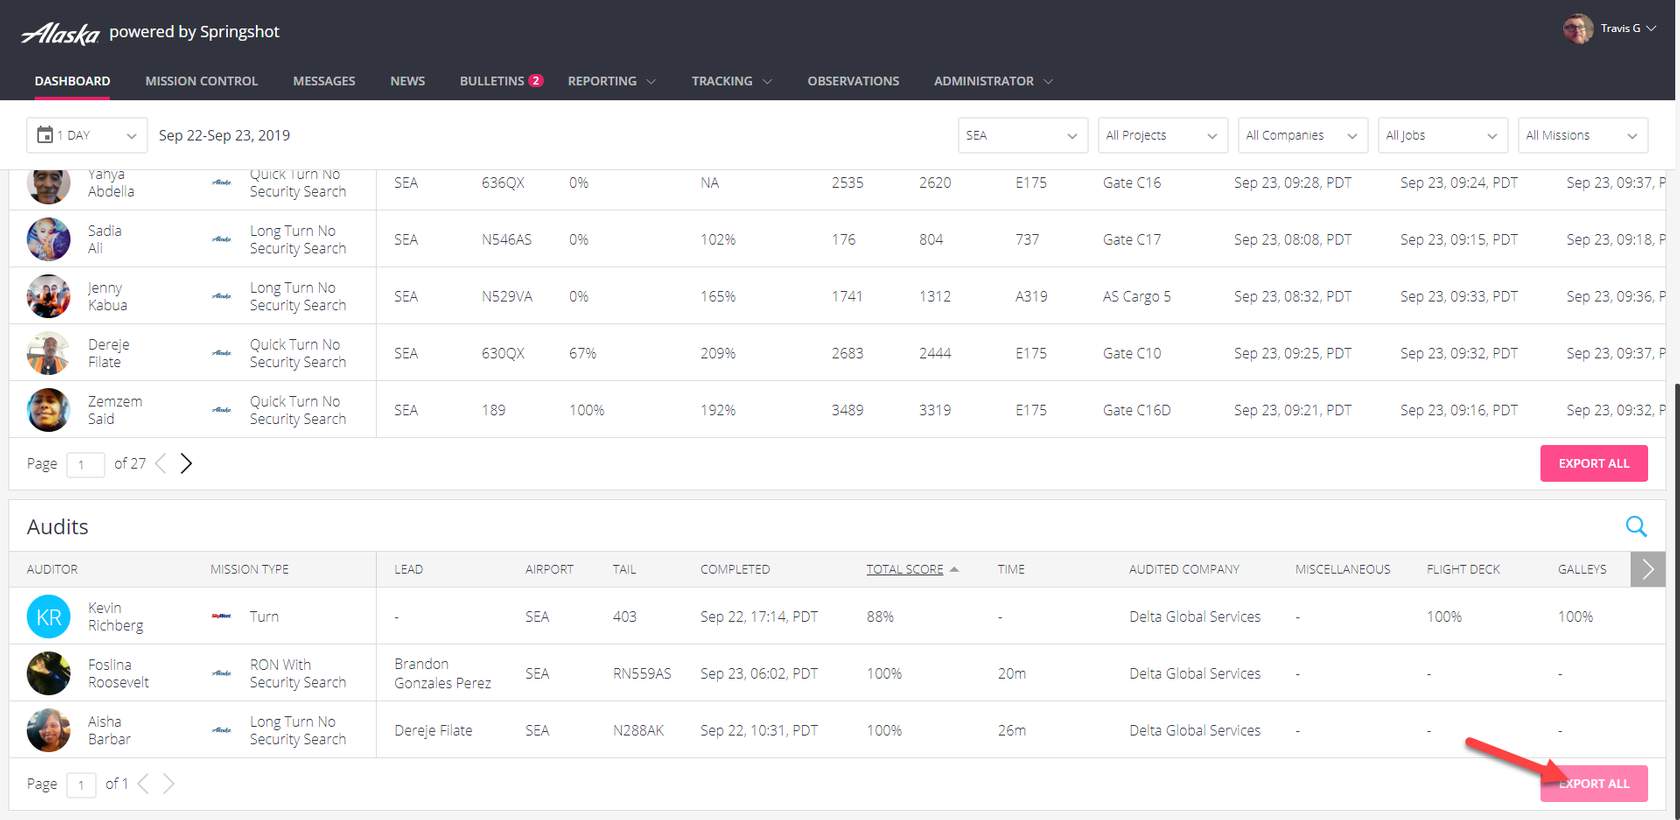 Alaska powered by Springshot Travis G
DASHBOARD MISSION CONTROL MESSAGES NEWS BULLETINS 2 REPORTING TRACKING OBSERVATIONS ADMINISTRATOR
1 DAY Sep 22-Sep 23, 2019 SEA All Projects All Companies All Jobs All Missions
Yahya Quick Turn No
Abdella Alaska Security Search SEA 636QX 0% NA 2535 2620 E175 Gate C16 Sep 23, 09:28, PDT Sep 23, 09:24, PDT Sep 23, 09:37, P
Sadia Long Turn No
Ali Alaska Security Search SEA N546AS 0% 102% 176 804 737 Gate C17 Sep 23, 08:08, PDT Sep 23, 09:15, PDT Sep 23, 09:18, P
Jenny Long Turn No
Kabua Alaska Security Search SEA N529VA 0% 165% 1741 1312 A319 AS Cargo 5 Sep 23, 08:32, PDT Sep 23, 09:33, PDT Sep 23, 09:36, P
Dereje Quick Turn No
Filate Alaska Security Search SEA 630QX 67% 209% 2683 2444 E175 Gate C10 Sep 23, 09:25, PDT Sep 23, 09:32, PDT Sep 23, 09:37, P
Zemzem Quick Turn No
Said Alaska Security Search SEA 189 100% 192% 3489 3319 E175 Gate C16D Sep 23, 09:21, PDT Sep 23, 09:16, PDT Sep 23, 09:32, P
Page 1 of 27 EXPORT ALL
Audits
AUDITOR MISSION TYPE LEAD AIRPORT TAIL COMPLETED TOTAL SCORE TIME AUDITED COMPANY MISCELLANEOUS FLIGHT DECK GALLEYS
Kevin
KR Richberg SkyWest Turn - SEA 403 Sep 22, 17:14, PDT 88% - Delta Global Services - 100% 100%
Foslina RON With Brandon
Roosevelt Alaska Security Search Gonzales Perez SEA RN559AS Sep 23, 06:02, PDT 100% 20m Delta Global Services - - -
Aisha Long Turn No
Barbar Alaska Security Search Dereje Filate SEA N288AK Sep 22, 10:31, PDT 100% 26m Delta Global Services - - -
Page 1 of 1 EXPORT ALL